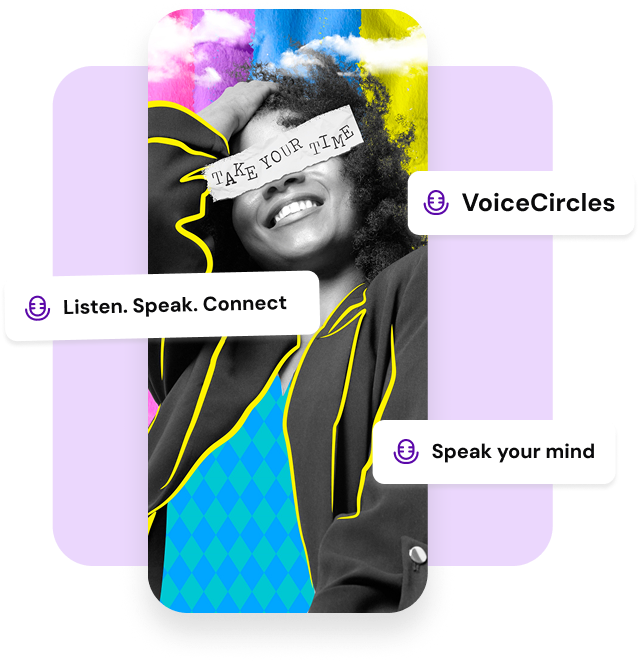 TAKE YOUR TIME
VoiceCircles
Listen. Speak. Connect
Speak your mind